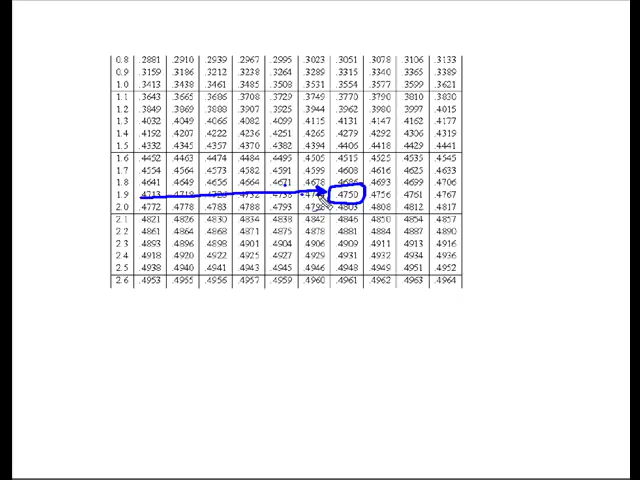 0.8 .2881 .2910 .2939 .2967 .2995 .3023 .3051 .3078 .3106 .3133
0.9 .3159 .3186 .3212 .3238 .3264 .3289 .3315 .3340 .3365 .3389
1.0 .3413 .3438 .3461 .3485 .3508 .3531 .3554 .3577 .3599 .3621
1.1 .3643 .3665 .3686 .3708 .3729 .3749 .3770 .3790 .3810 .3830
1.2 .3849 .3869 .3888 .3907 .3925 .3944 .3962 .3980 .3997 .4015
1.3 .4032 .4049 .4066 .4082 .4099 .4115 .4131 .4147 .4162 .4177
1.4 .4192 .4207 .4222 .4236 .4251 .4265 .4279 .4292 .4306 .4319
1.5 .4332 .4345 .4357 .4370 .4382 .4394 .4406 .4418 .4429 .4441
1.6 .4452 .4463 .4474 .4484 .4495 .4505 .4515 .4525 .4535 .4545
1.7 .4554 .4564 .4573 .4582 .4591 .4599 .4608 .4616 .4625 .4633
1.8 .4641 .4649 .4656 .4664 .4671 .4678 .4686 .4693 .4699 .4706
1.9 .4713 .4719 .4732 .4738 .4750 .4756 .4761 .4767
2.0 .4772 .4778 .4783 .4788 .4793 .4798 .4803 .4808 .4812 .4817
2.1 .4821 .4826 .4830 .4834 .4838 .4842 .4846 .4850 .4854 .4857
2.2 .4861 .4864 .4868 .4871 .4875 .4878 .4881 .4884 .4887 .4890
2.3 .4893 .4896 .4898 .4901 .4904 .4906 .4909 .4911 .4913 .4916
2.4 .4918 .4920 .4922 .4925 .4927 .4929 .4931 .4932 .4934 .4936
2.5 .4938 .4940 .4941 .4943 .4945 .4946 .4948 .4949 .4951 .4952
2.6 .4953 .4955 .4956 .4957 .4959 .4960 .4961 .4962 .4963 .4964